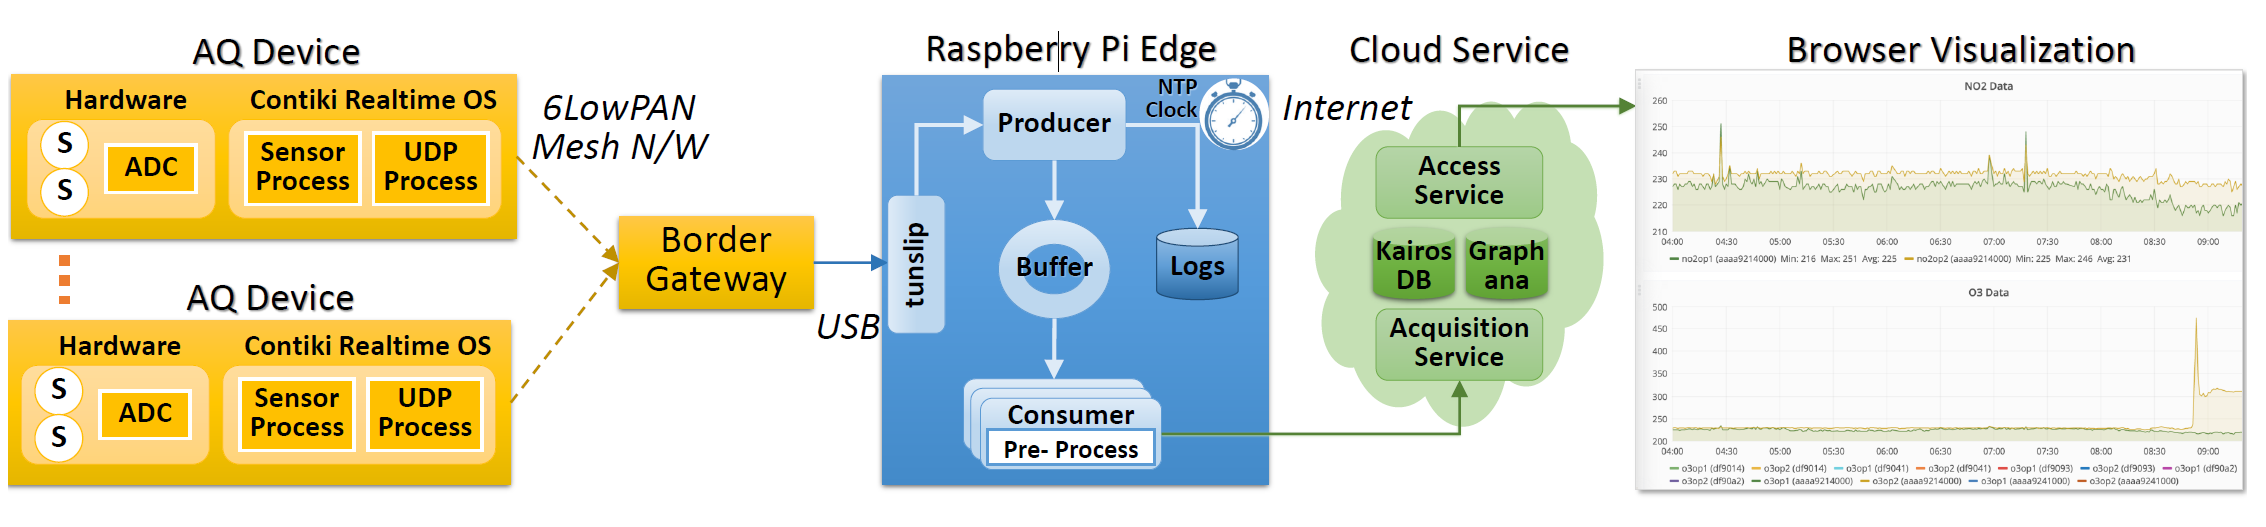 AQ Device
Hardware
Contiki Realtime OS
S
S
ADC
Sensor
Process
UDP
Process
AQ Device
Hardware
Contiki Realtime OS
S
S
ADC
Sensor
Process
UDP
Process
6LowPAN
Mesh N/W
Border
Gateway
USB
Raspberry Pi Edge
NTP
Clock
Producer
tunslip
Buffer
Logs
Consumer
Pre- Process
Internet
Cloud Service
Access
Service
Kairos
DB
Graph
ana
Acquisition
Service
Browser Visualization
NO2 Data
260
250
240
230
220
210
04:00 04:30 05:00 05:30 06:00 06:30 07:00 07:30 08:00 08:30 09:00
no2op1 (aaaa9214000) Min: 216 Max: 251 Avg: 225 no2op2 (aaaa9214000) Min: 225 Max: 246 Avg: 231
O3 Data
500
450
400
350
300
250
200
04:00 04:30 05:00 05:30 06:00 06:30 07:00 07:30 08:00 08:30 09:00
o3op1 (df9014) o3op2 (df9014) o3op1 (df9041) o3op2 (df9041) o3op1 (df9093) o3op2 (df9093) o3op1 (df90a2)
o3op2 (df90a2) o3op1 (aaaa9214000) o3op2 (aaaa9214000) o3op1 (aaaa9241000) o3op2 (aaaa9241000)